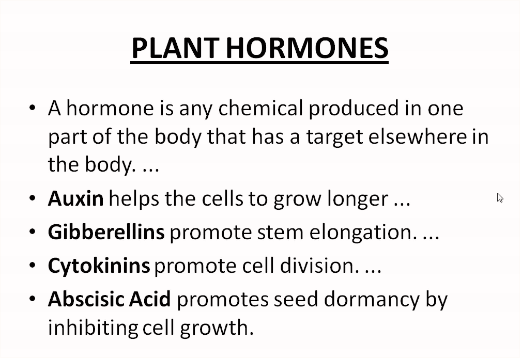 PLANT HORMONES
• A hormone is any chemical produced in one
part of the body that has a target elsewhere in
the body. ...
• Auxin helps the cells to grow longer ...
• Gibberellins promote stem elongation. ...
• Cytokinins promote cell division. ...
• Abscisic Acid promotes seed dormancy by
inhibiting cell growth.